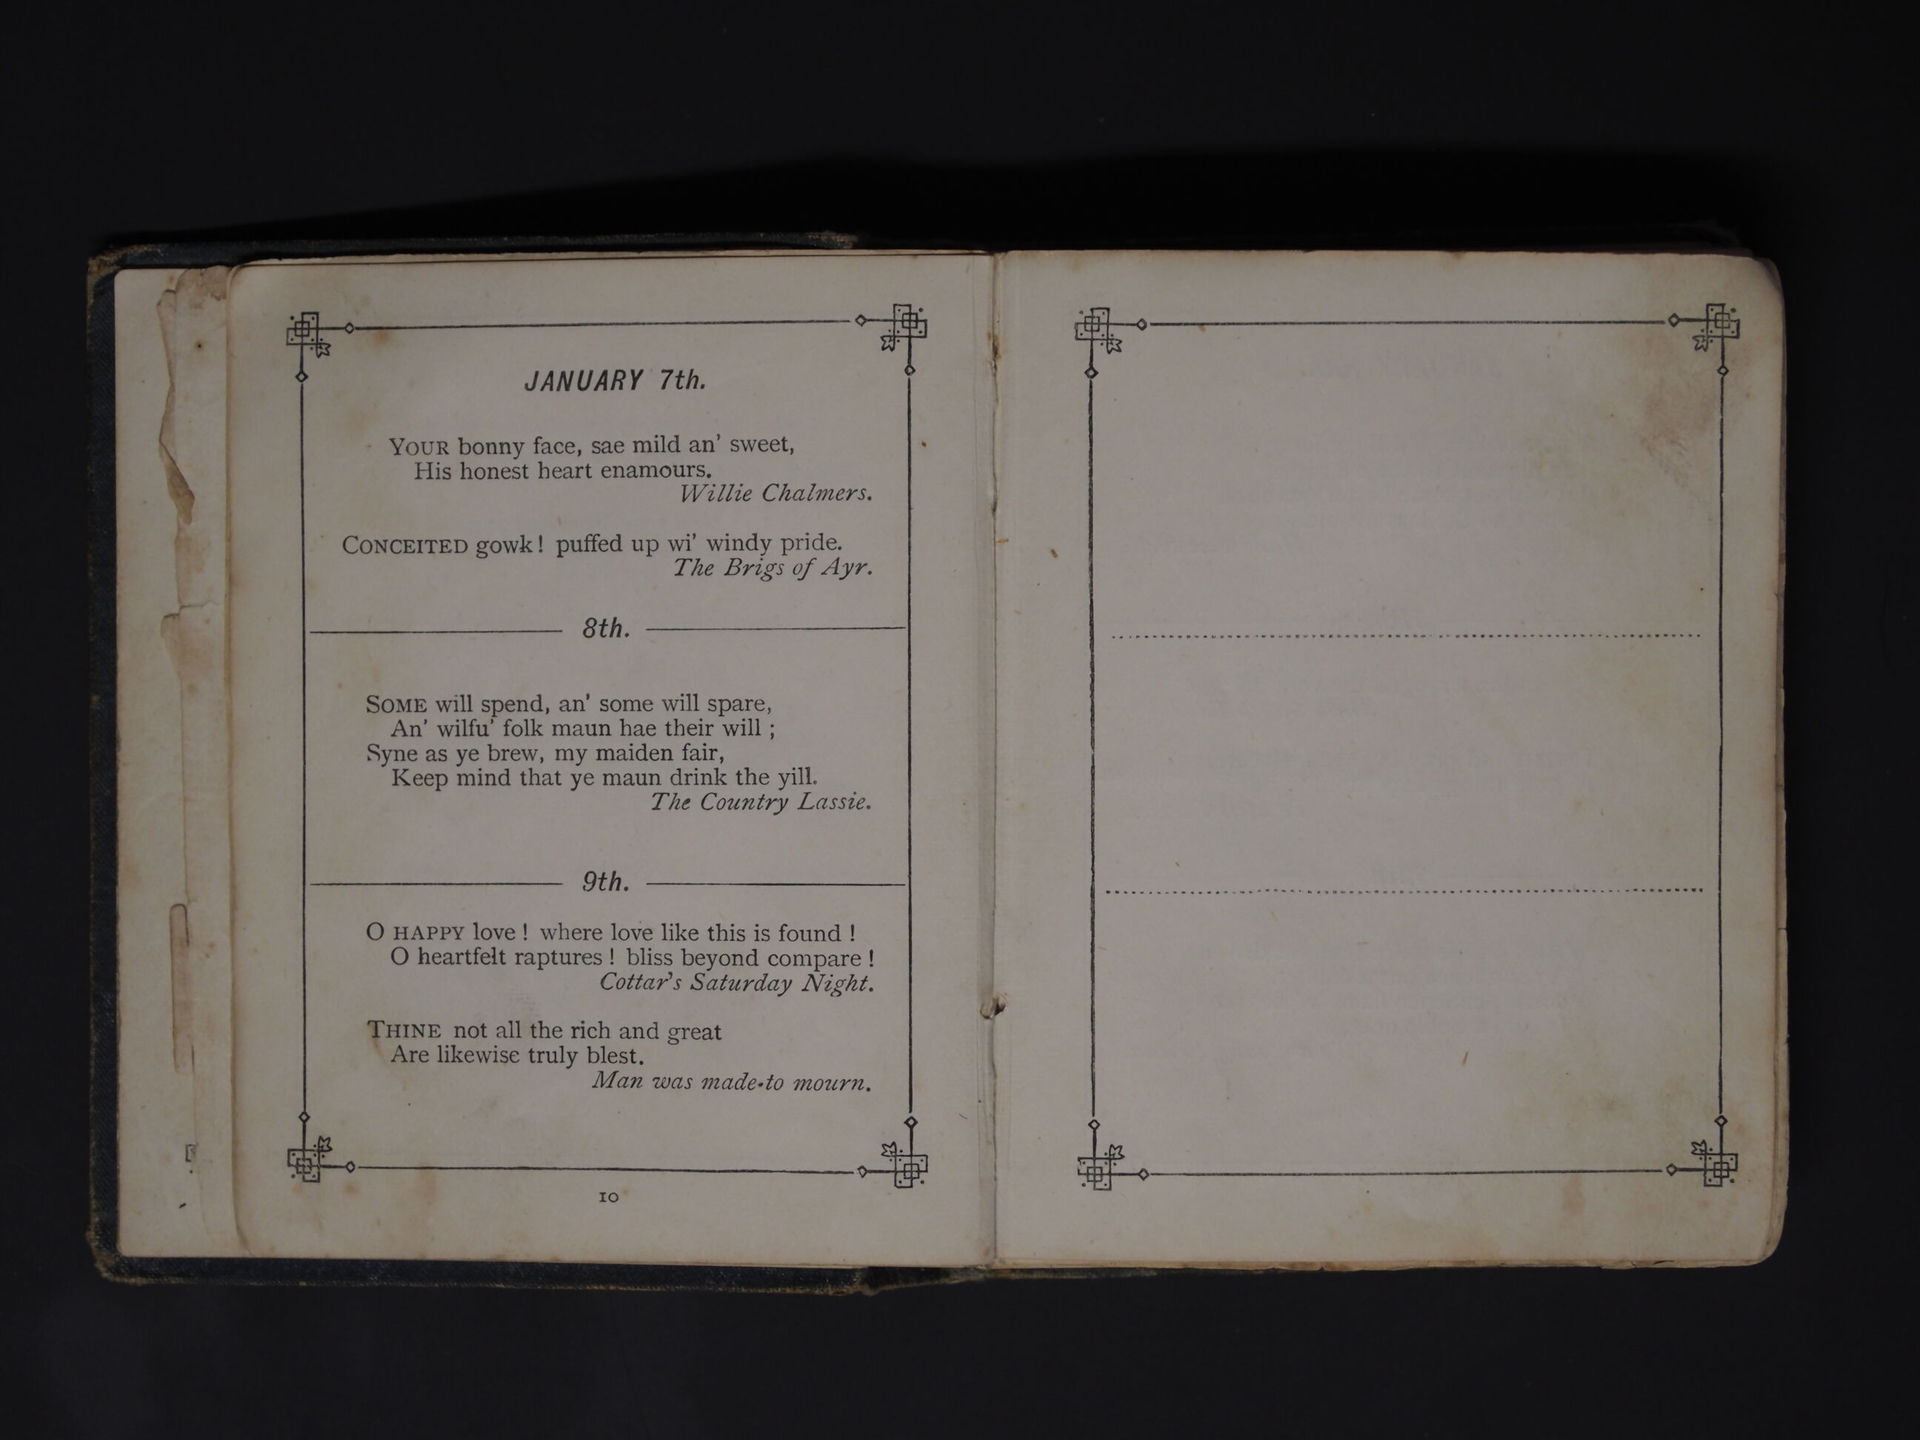 JANUARY 7th.
YOUR bonny face, sae mild an' sweet,
His honest heart enamours.
Willie Chalmers.
CONCEITED gowk! puffed up wi' windy pride.
The Brigs of Ayr.
8th.
SOME will spend, an' some will spare,
An' wilfu' folk maun hae their will;
Syne as ye brew, my maiden fair,
Keep mind that ye maun drink the yill.
The Country Lassie.
9th.
O HAPPY love! where love like this is found!
O heartfelt raptures! bliss beyond compare!
Cottar's Saturday Night.
THINE not all the rich and great
Are likewise truly blest.
Man was made to mourn.
10